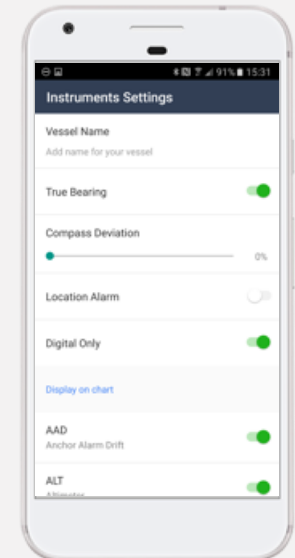 91% 15:31
Instruments Settings
Vessel Name
Add name for your vessel
True Bearing
Compass Deviation
0%
Location Alarm
Digital Only
Display on chart
AAD
Anchor Alarm Drift
ALT
Altimeter